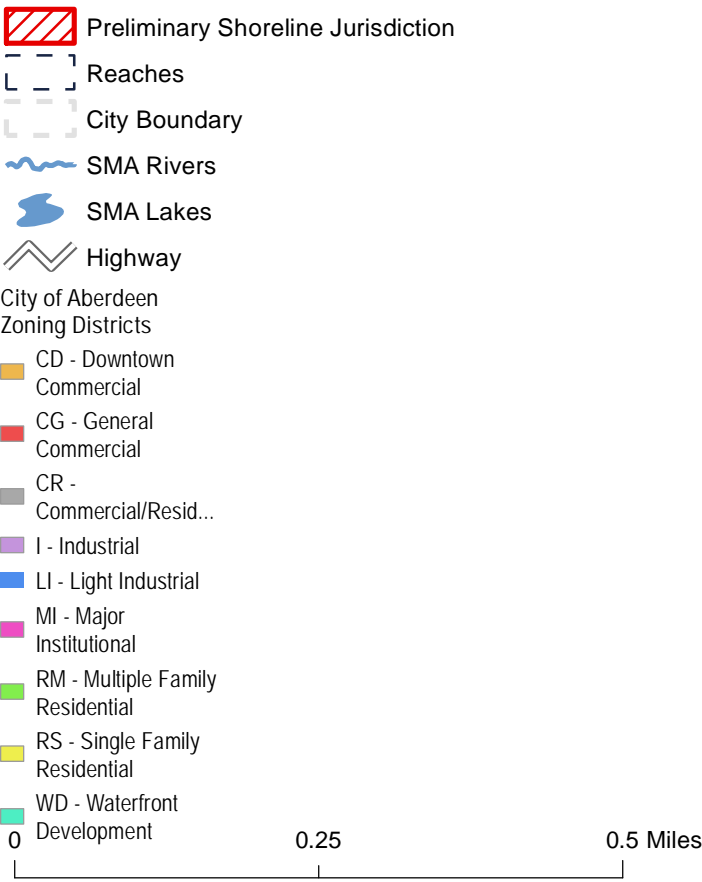 Preliminary Shoreline Jurisdiction
Reaches
City Boundary
SMA Rivers
SMA Lakes
Highway
City of Aberdeen
Zoning Districts
CD - Downtown
Commercial
CG - General
Commercial
CR -
Commercial/Resid...
I - Industrial
LI - Light Industrial
MI - Major
Institutional
RM - Multiple Family
Residential
RS - Single Family
Residential
WD - Waterfront
Development
0 0.25 0.5 Miles